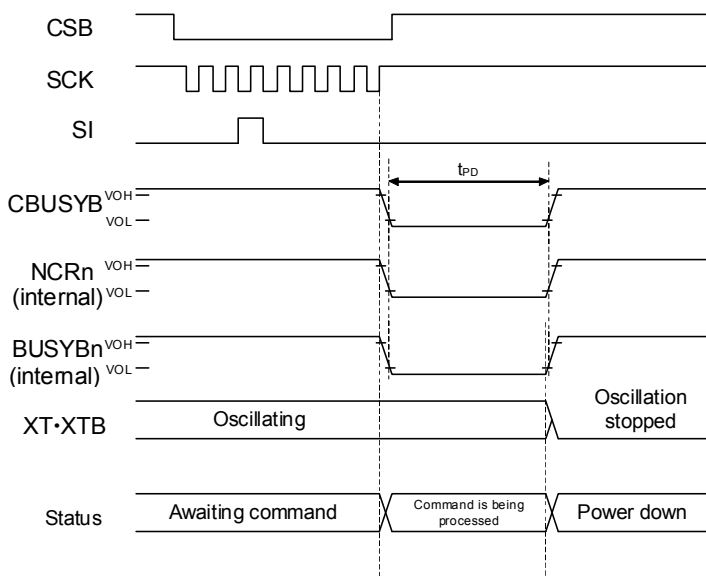 CSB
SCK
SI
tPD
CBUSYB
VOH
VOL
NCRn
(internal)
VOH
VOL
BUSYBn
(internal)
VOH
VOL
XT•XTB
Oscillating
Oscillation
stopped
Status
Awaiting command
Command is being
processed
Power down